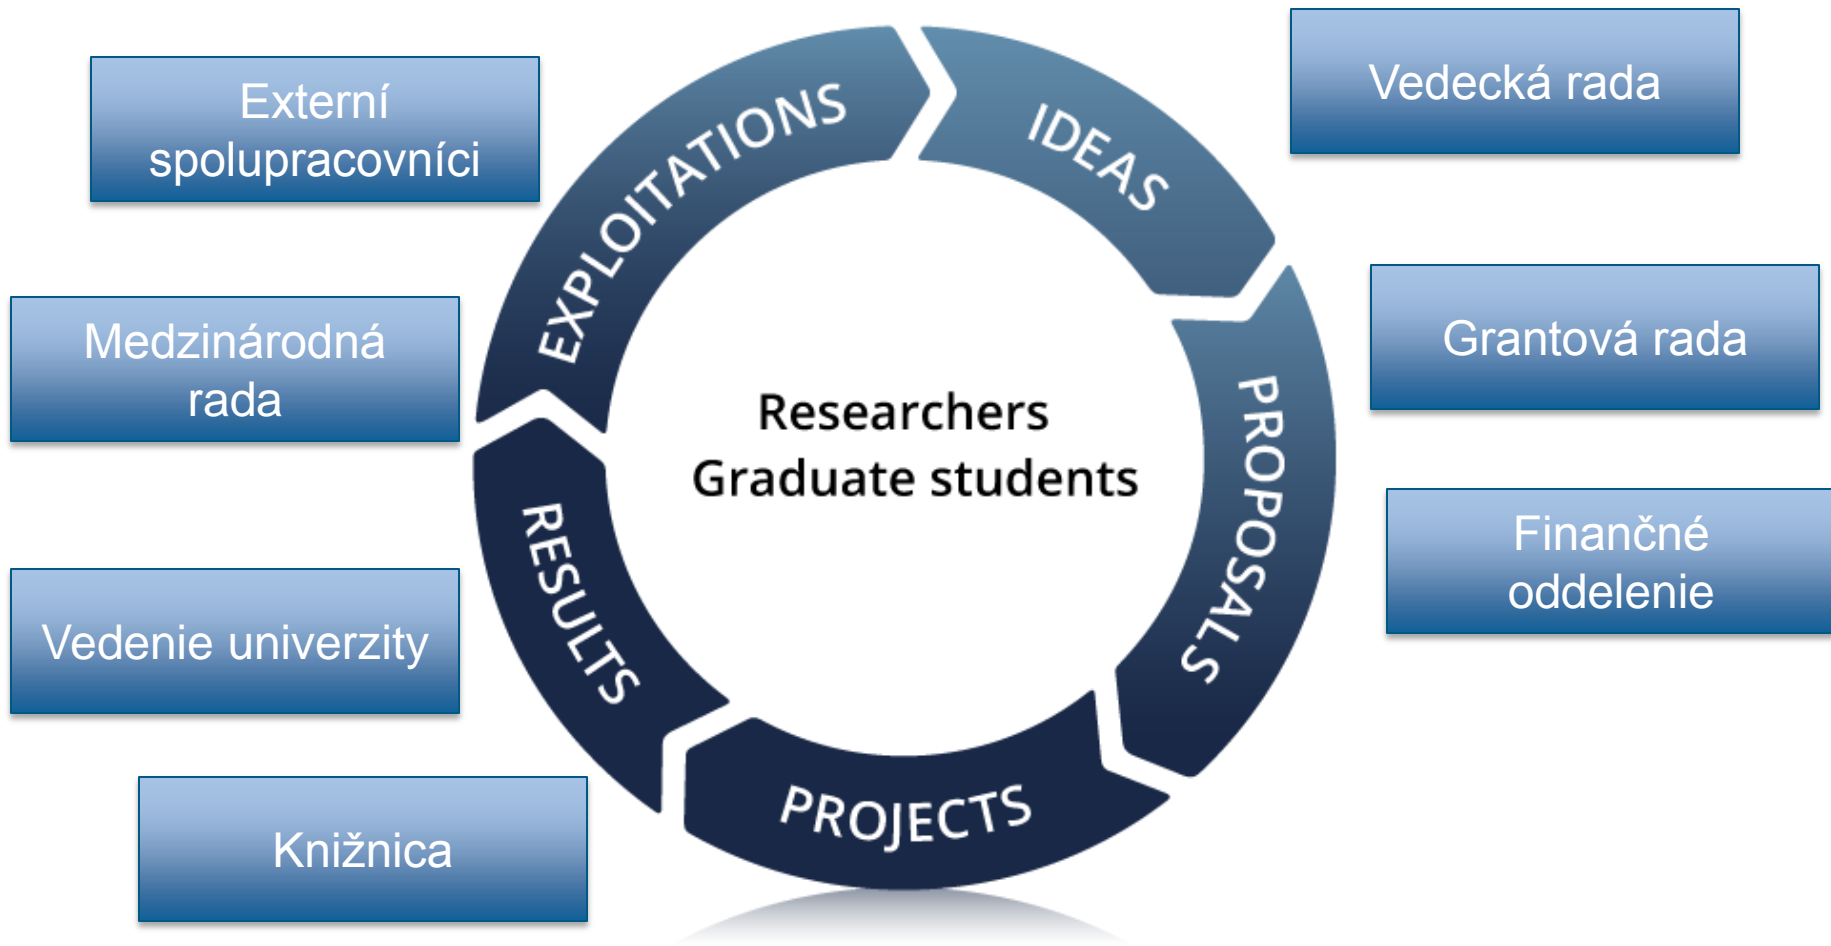 Externí
spolupracovníci
Vedecká rada
EXPLOITATIONS
IDEAS
Medzinárodná
rada
Grantová rada
Researchers
Graduate students
PROPOSALS
Finančné
oddelenie
RESULTS
Vedenie univerzity
PROJECTS
Knižnica